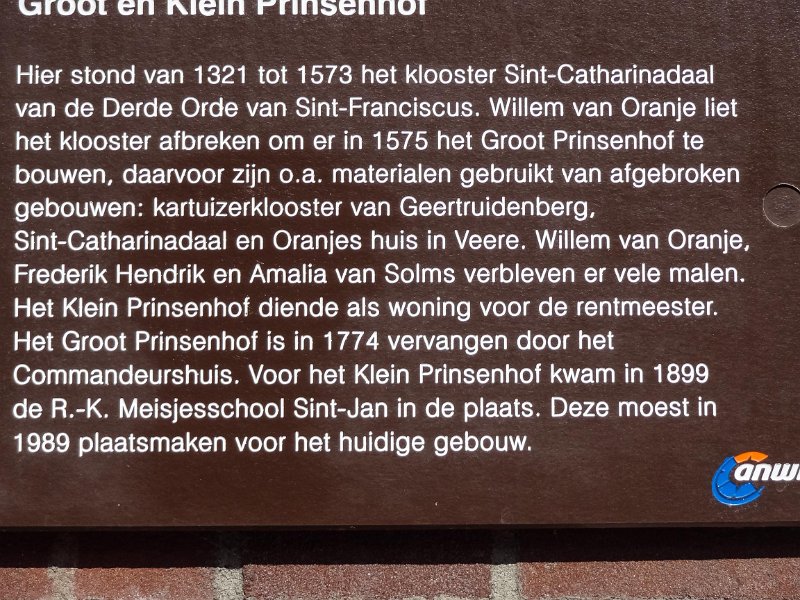 Groot en Klein Prinsenhof
Hier stond van 1321 tot 1573 het klooster Sint-Catharinadaal
van de Derde Orde van Sint-Franciscus. Willem van Oranje liet
het klooster afbreken om er in 1575 het Groot Prinsenhof te
bouwen, daarvoor zijn o.a. materialen gebruikt van afgebroken
gebouwen: kartuizerklooster van Geertruidenberg,
Sint-Catharinadaal en Oranjes huis in Veere. Willem van Oranje,
Frederik Hendrik en Amalia van Solms verbleven er vele malen.
Het Klein Prinsenhof diende als woning voor de rentmeester.
Het Groot Prinsenhof is in 1774 vervangen door het
Commandeurshuis. Voor het Klein Prinsenhof kwam in 1899
de R.-K. Meisjesschool Sint-Jan in de plaats. Deze moest in
1989 plaatsmaken voor het huidige gebouw.
anwb